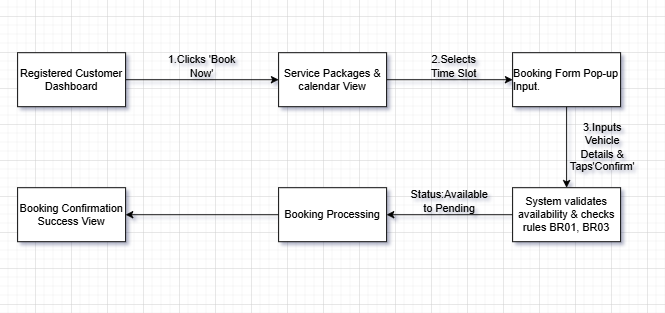 1.Clicks 'Book
Now'
2.Selects
Time Slot
Registered Customer
Dashboard
Service Packages &
calendar View
Booking Form Pop-up
Input.
3.Inputs
Vehicle
Details &
Taps'Confirm'
System validates
availability & checks
rules BR01, BR03
Status:Available
to Pending
Booking Processing
Booking Confirmation
Success View